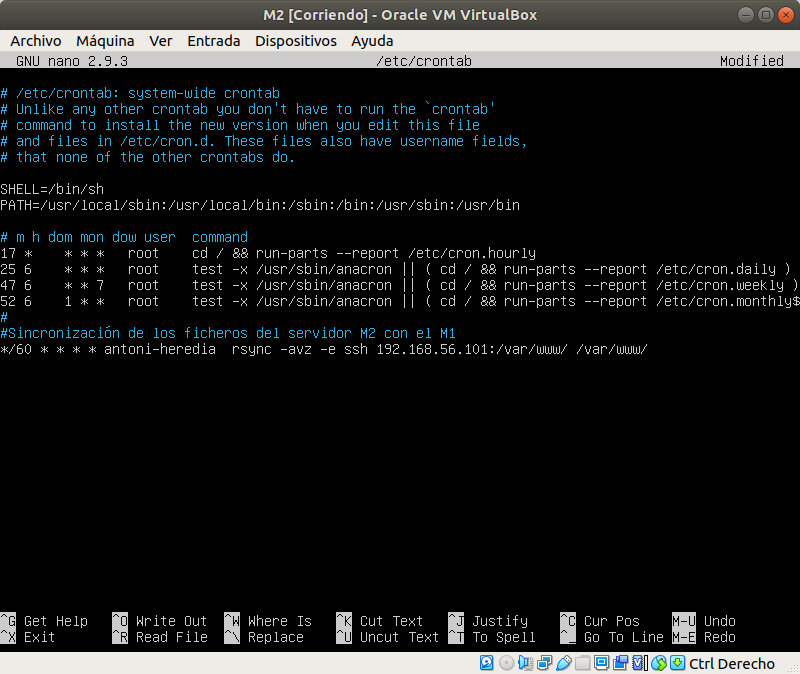 M2 [Corriendo] - Oracle VM VirtualBox
Archivo Máquina Ver Entrada Dispositivos Ayuda
GNU nano 2.9.3 /etc/crontab Modified
# /etc/crontab: system-wide crontab
# Unlike any other crontab you don't have to run the `crontab'
# command to install the new version when you edit this file
# and files in /etc/cron.d. These files also have username fields,
# that none of the other crontabs do.
SHELL=/bin/sh
PATH=/usr/local/sbin:/usr/local/bin:/sbin:/bin:/usr/sbin:/usr/bin
# m h dom mon dow user  command
17 *    * * *   root    cd / && run-parts --report /etc/cron.hourly
25 6    * * *   root    test -x /usr/sbin/anacron || ( cd / && run-parts --report /etc/cron.daily )
47 6    * * 7   root    test -x /usr/sbin/anacron || ( cd / && run-parts --report /etc/cron.weekly )
52 6    1 * *   root    test -x /usr/sbin/anacron || ( cd / && run-parts --report /etc/cron.monthly$
#
#Sincronización de los ficheros del servidor M2 con el M1
*/60 * * * * antoni-heredia  rsync -avz -e ssh 192.168.56.101:/var/www/ /var/www/
^G Get Help ^O Write Out ^W Where Is ^K Cut Text ^J Justify ^C Cur Pos M-U Undo
^X Exit ^R Read File ^\ Replace ^U Uncut Text ^T To Spell ^_ Go To Line M-E Redo
Ctrl Derecho